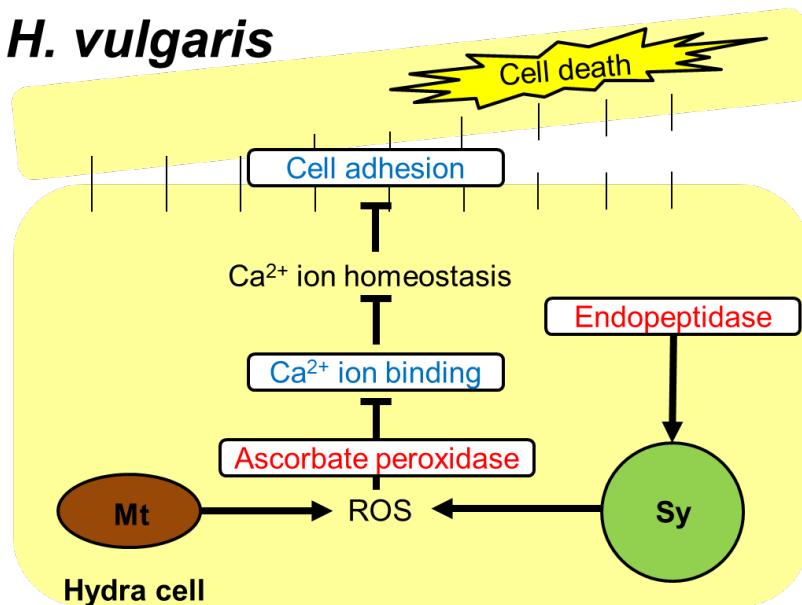 H. vulgaris
Cell death
Cell adhesion
Ca²⁺ ion homeostasis
Endopeptidase
Ca²⁺ ion binding
Ascorbate peroxidase
Mt
ROS
Sy
Hydra cell